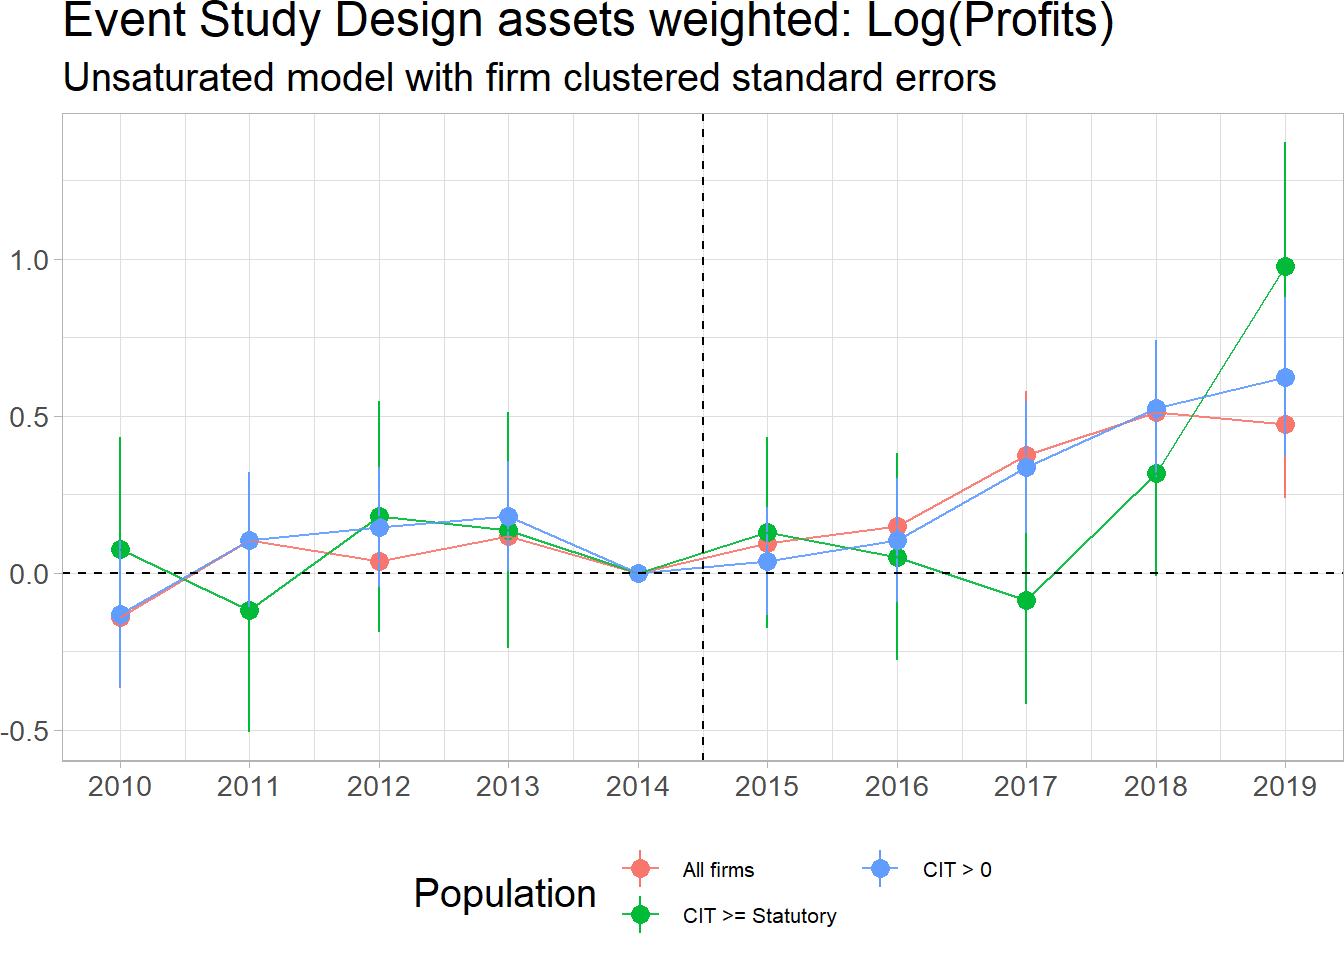 Event Study Design assets weighted: Log(Profits)
Unsaturated model with firm clustered standard errors
1.0
0.5
0.0
-0.5
2010 2011 2012 2013 2014 2015 2016 2017 2018 2019
Population
All firms
CIT > 0
CIT >= Statutory